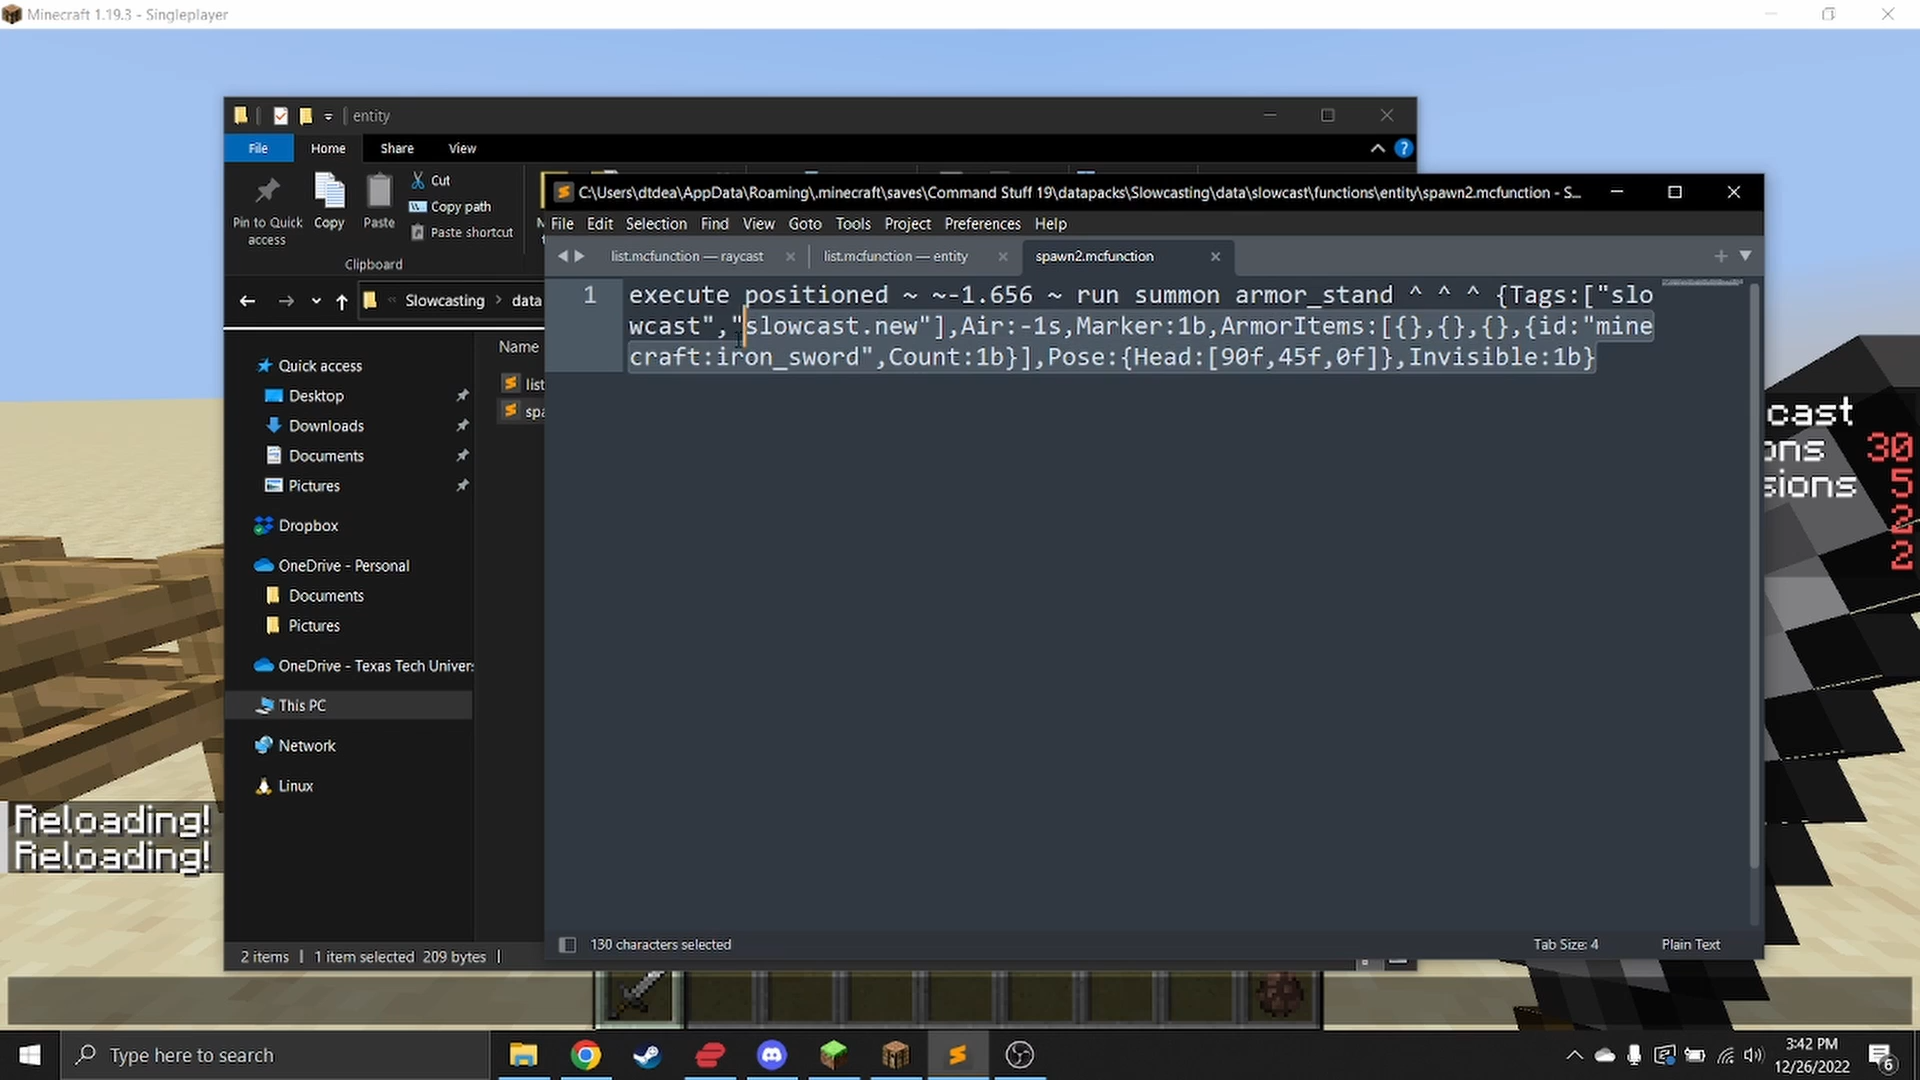 Minecraft 1.19.3 - Singleplayer
entity
File
Home
Share
View
Pin to Quick access
Copy
Paste
Cut
Copy path
Paste shortcut
Clipboard
Slowcasting > data
Name
Quick access
Desktop
Downloads
Documents
Pictures
Dropbox
OneDrive - Personal
Documents
Pictures
OneDrive - Texas Tech Univer
This PC
Network
Linux
2 items | 1 item selected 209 bytes |
C:\Users\dtdea\AppData\Roaming\.minecraft\saves\Command Stuff 19\datapacks\Slowcasting\data\slowcast\functions\entity\spawn2.mcfunction - S...
File Edit Selection Find View Goto Tools Project Preferences Help
list.mcfunction — raycast
list.mcfunction — entity
spawn2.mcfunction
1 execute positioned ~ ~-1.656 ~ run summon armor_stand ^ ^ ^ {Tags:["slo
wcast","slowcast.new"],Air:-1s,Marker:1b,ArmorItems:[{},{},{},{id:"mine
craft:iron_sword",Count:1b}],Pose:{Head:[90f,45f,0f]},Invisible:1b}
130 characters selected
Tab Size: 4
Plain Text
cast
ons 30
sions 5
2
2
Reloading!
Reloading!
Type here to search
3:42 PM
12/26/2022
6